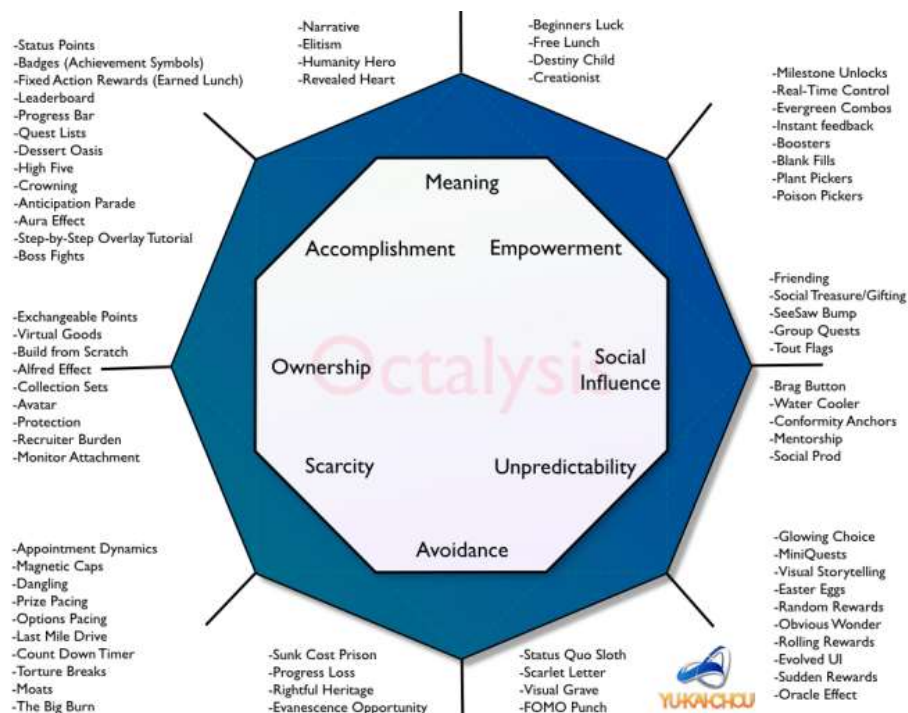 -Narrative
-Elitism
-Humanity Hero
-Revealed Heart
-Beginners Luck
-Free Lunch
-Destiny Child
-Creationist
-Status Points
-Badges (Achievement Symbols)
-Fixed Action Rewards (Earned Lunch)
-Leaderboard
-Progress Bar
-Quest Lists
-Dessert Oasis
-High Five
-Crowning
-Anticipation Parade
-Aura Effect
-Step-by-Step Overlay Tutorial
-Boss Fights
-Milestone Unlocks
-Real-Time Control
-Evergreen Combos
-Instant feedback
-Boosters
-Blank Fills
-Plant Pickers
-Poison Pickers
Meaning
Accomplishment
Empowerment
Ownership
Octalysis
Social
Influence
Scarcity
Unpredictability
Avoidance
-Exchangeable Points
-Virtual Goods
-Build from Scratch
-Alfred Effect
-Collection Sets
-Avatar
-Protection
-Recruiter Burden
-Monitor Attachment
-Friending
-Social Treasure/Gifting
-SeeSaw Bump
-Group Quests
-Tout Flags
-Brag Button
-Water Cooler
-Conformity Anchors
-Mentorship
-Social Prod
-Appointment Dynamics
-Magnetic Caps
-Dangling
-Prize Pacing
-Options Pacing
-Last Mile Drive
-Count Down Timer
-Torture Breaks
-Moats
-The Big Burn
-Sunk Cost Prison
-Progress Loss
-Rightful Heritage
-Evanescence Opportunity
-Status Quo Sloth
-Scarlet Letter
-Visual Grave
-FOMO Punch
-Glowing Choice
-MiniQuests
-Visual Storytelling
-Easter Eggs
-Random Rewards
-Obvious Wonder
-Rolling Rewards
-Evolved UI
-Sudden Rewards
-Oracle Effect
YU-KAI-CHOU